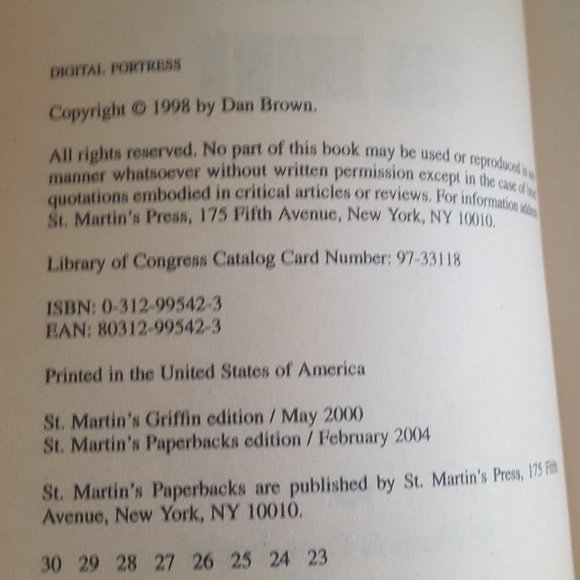 DIGITAL FORTRESS
Copyright © 1998 by Dan Brown.
All rights reserved. No part of this book may be used or reproduced in any
manner whatsoever without written permission except in the case of brief
quotations embodied in critical articles or reviews. For information address
St. Martin's Press, 175 Fifth Avenue, New York, NY 10010.
Library of Congress Catalog Card Number: 97-33118
ISBN: 0-312-99542-3
EAN: 80312-99542-3
Printed in the United States of America
St. Martin's Griffin edition / May 2000
St. Martin's Paperbacks edition / February 2004
St. Martin's Paperbacks are published by St. Martin's Press, 175 Fifth
Avenue, New York, NY 10010.
30 29 28 27 26 25 24 23